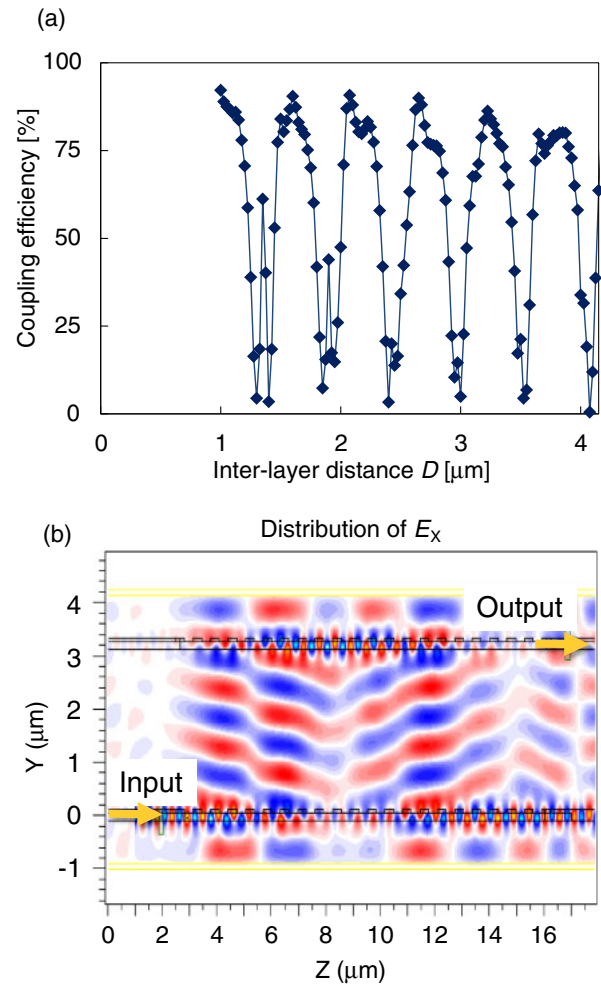 (a)
Coupling efficiency [%]
100
75
50
25
0
0 1 2 3 4
Inter-layer distance D [μm]
(b)
Distribution of EX
Y (μm)
4
3
2
1
0
-1
Output
Input
0 2 4 6 8 10 12 14 16
Z (μm)